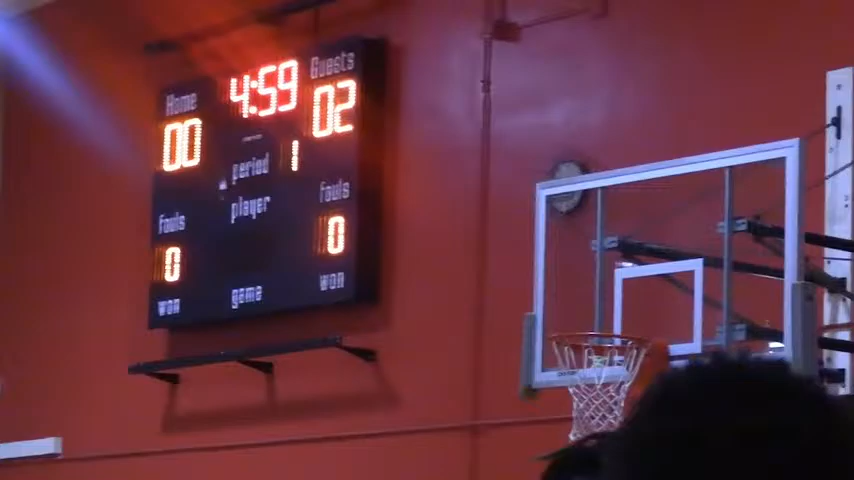 Home 4:59 Guests
00 02
period 1
player
Fouls Fouls
0 0
won game won